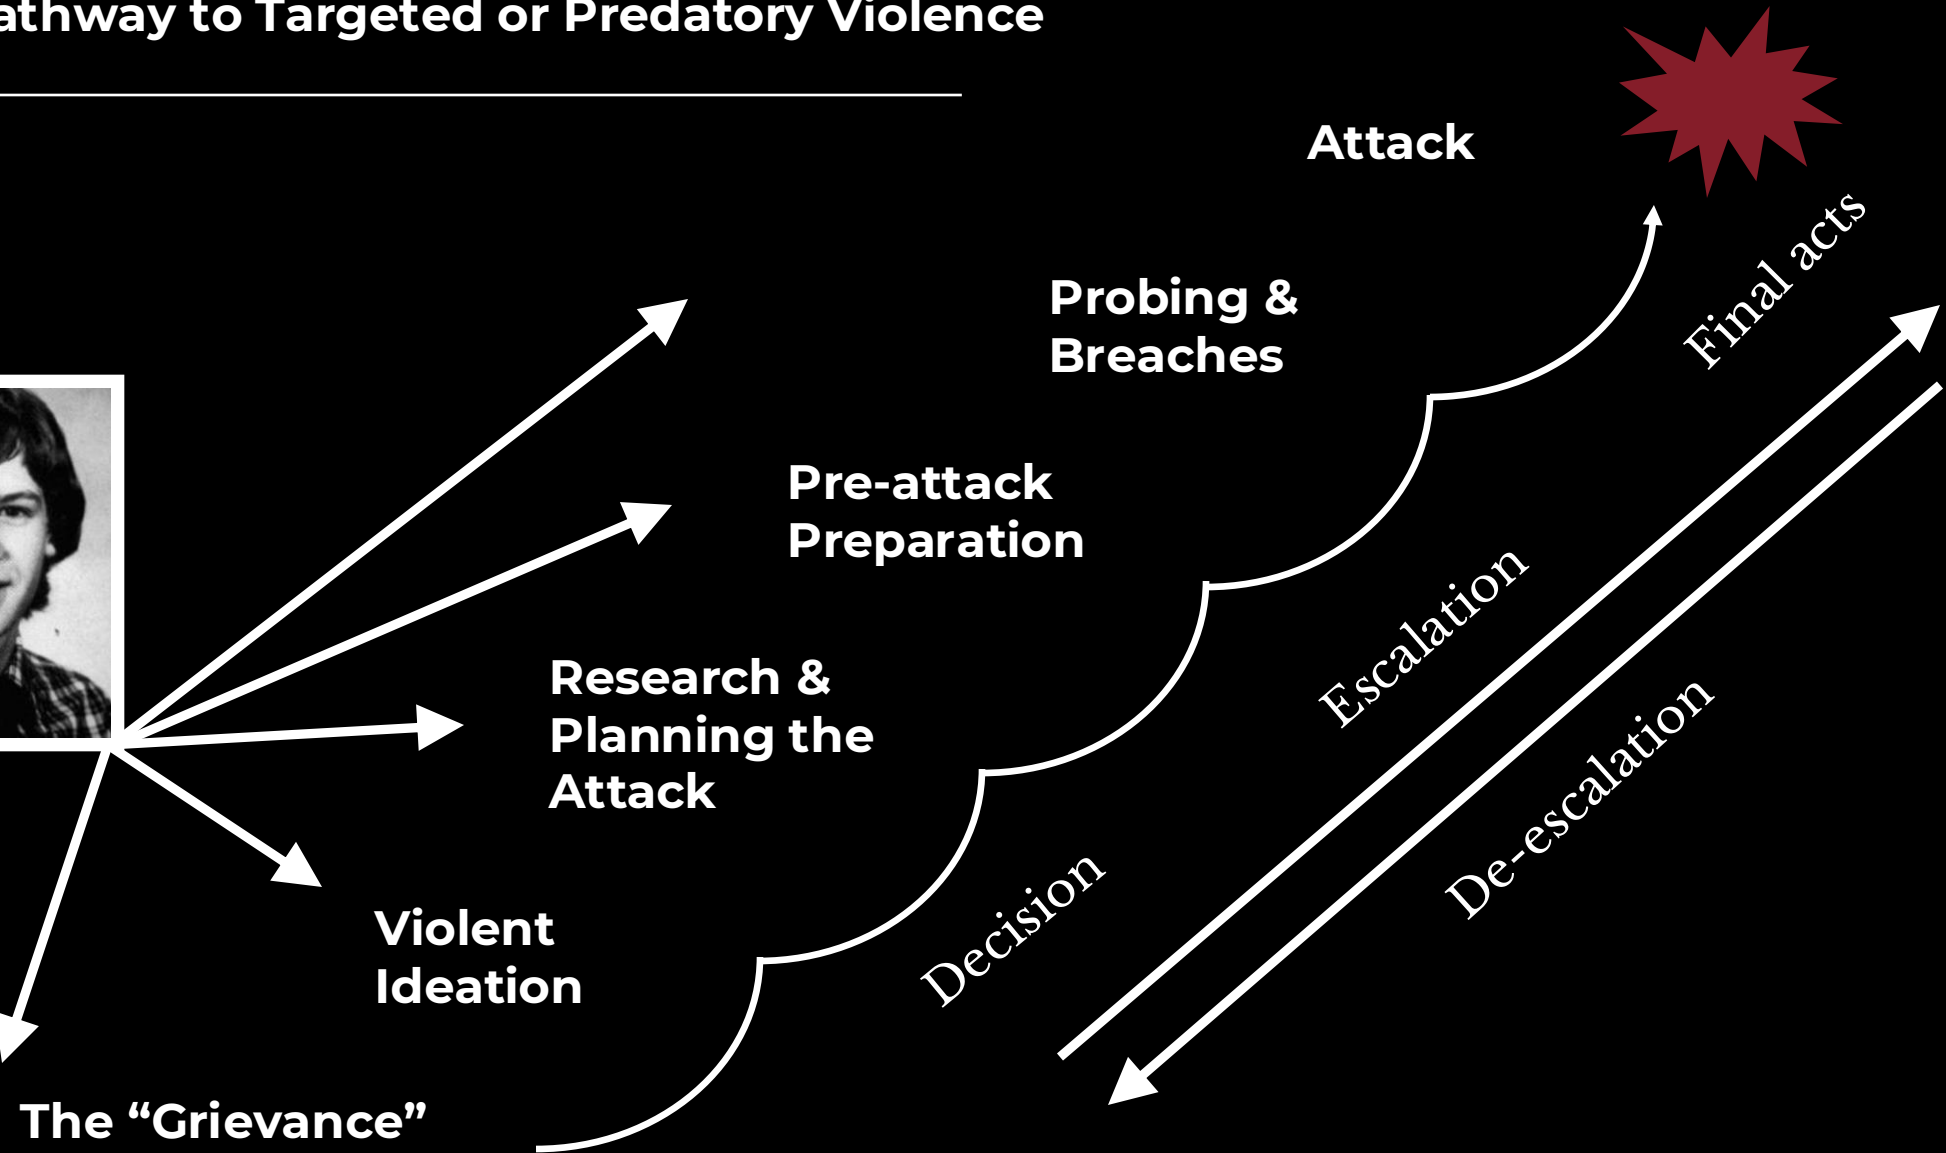 to Targeted or Predatory Violence
Attack
Final acts
Probing &
Breaches
Pre-attack
Preparation
Escalation
Research &
Planning the
Attack
De-escalation
Decision
Violent
Ideation
The “Grievance”